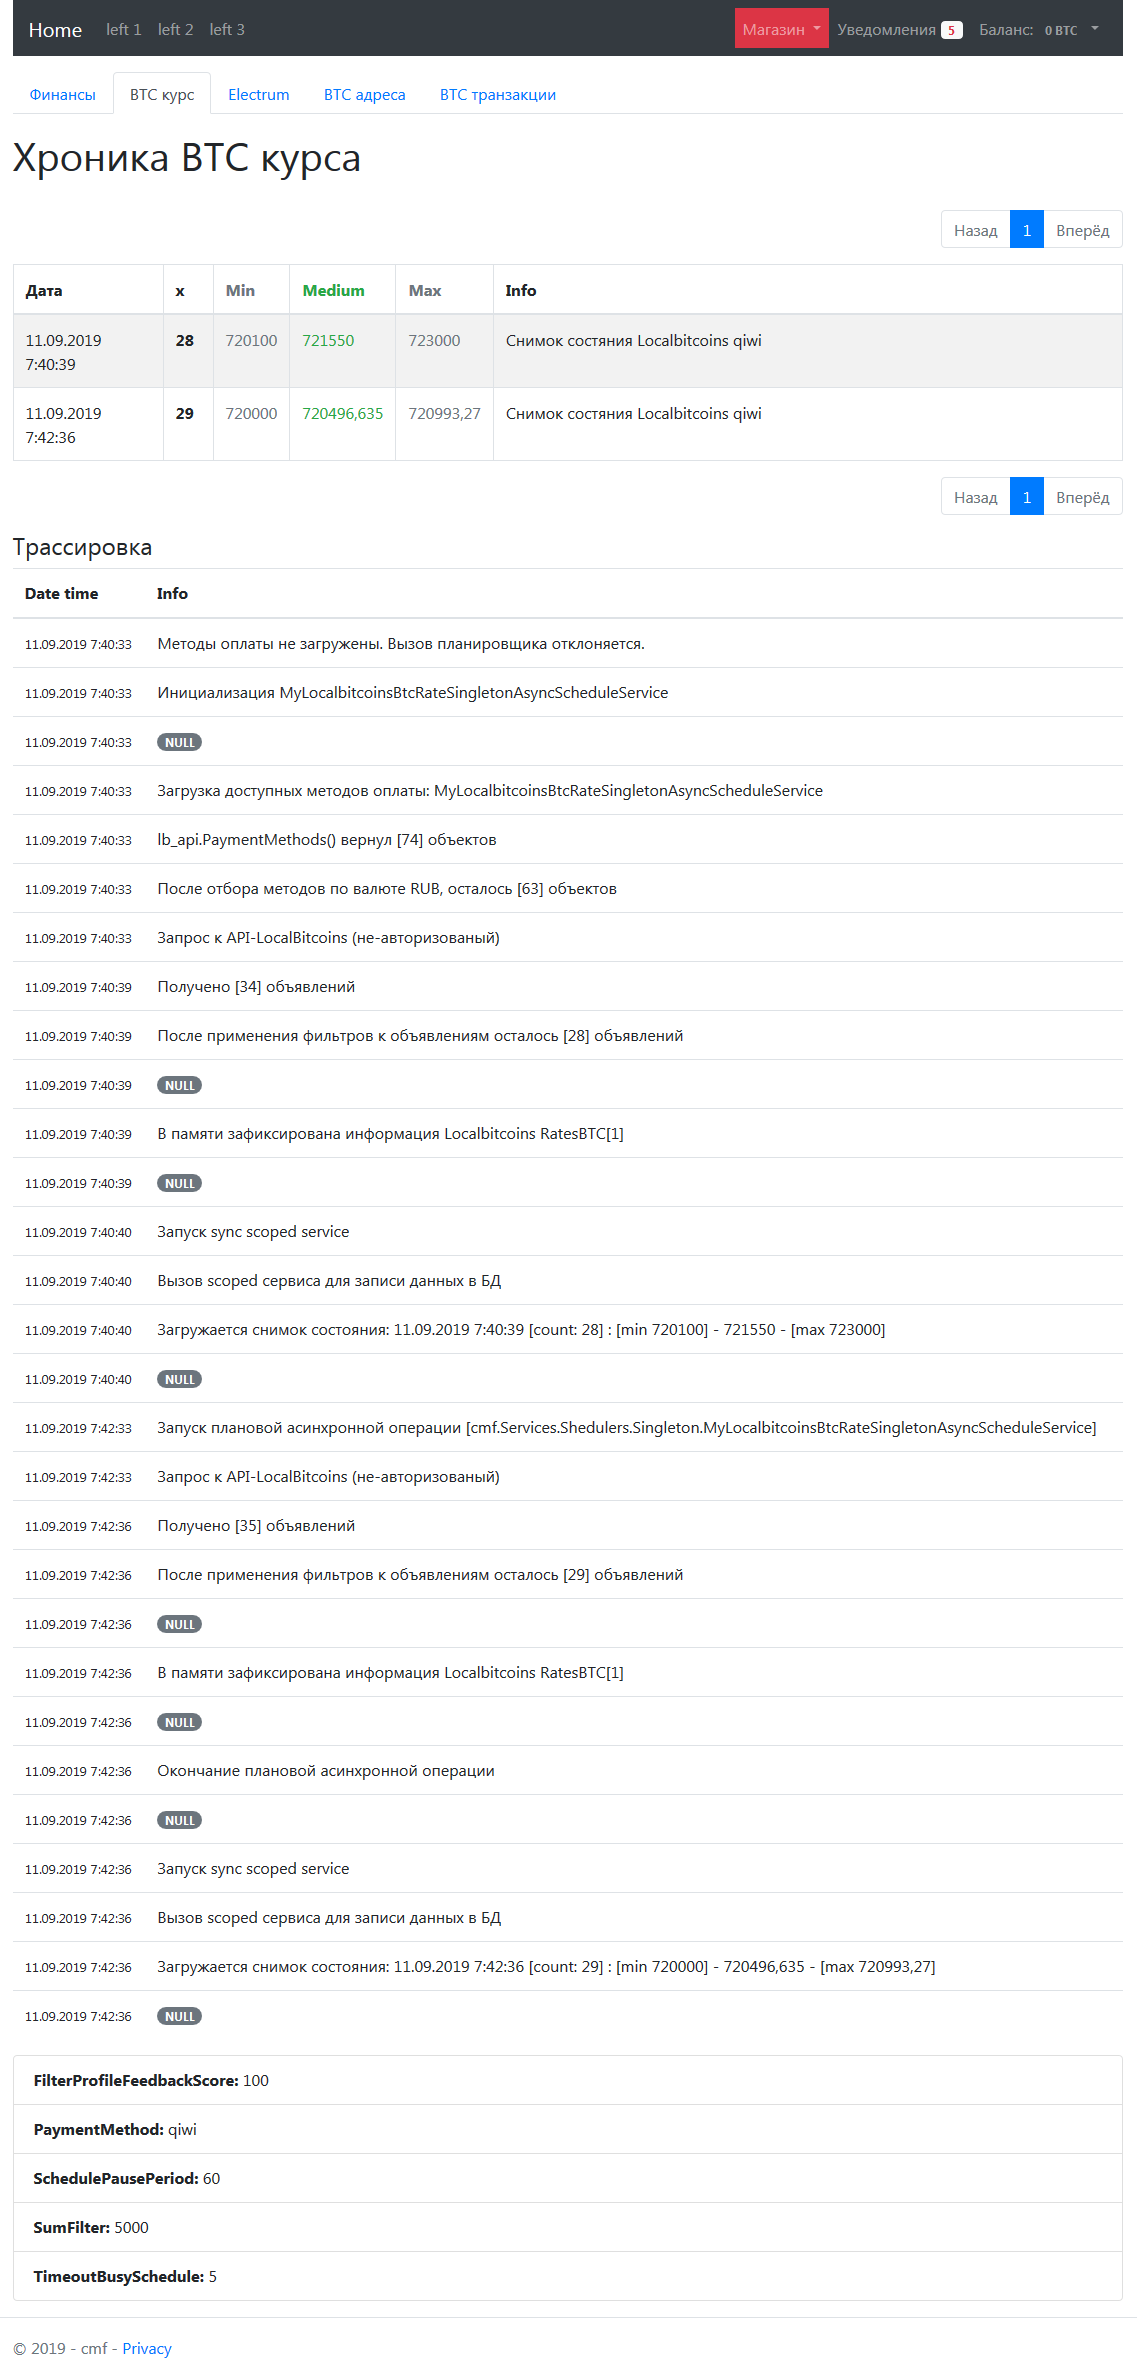 Home left 1 left 2 left 3 Магазин Уведомления 5 Баланс: 0 BTC
Финансы BTC курс Electrum BTC адреса BTC транзакции
Хроника BTC курса
Назад 1 Вперёд
Дата x Min Medium Max Info
11.09.2019 28 720100 721550 723000 Снимок состяния Localbitcoins qiwi
7:40:39
11.09.2019 29 720000 720496,635 720993,27 Снимок состяния Localbitcoins qiwi
7:42:36
Назад 1 Вперёд
Трассировка
Date time Info
11.09.2019 7:40:33 Методы оплаты не загружены. Вызов планировщика отклоняется.
11.09.2019 7:40:33 Инициализация MyLocalbitcoinsBtcRateSingletonAsyncScheduleService
11.09.2019 7:40:33 NULL
11.09.2019 7:40:33 Загрузка доступных методов оплаты: MyLocalbitcoinsBtcRateSingletonAsyncScheduleService
11.09.2019 7:40:33 lb_api.PaymentMethods() вернул [74] объектов
11.09.2019 7:40:33 После отбора методов по валюте RUB, осталось [63] объектов
11.09.2019 7:40:33 Запрос к API-LocalBitcoins (не-авторизованый)
11.09.2019 7:40:39 Получено [34] объявлений
11.09.2019 7:40:39 После применения фильтров к объявлениям осталось [28] объявлений
11.09.2019 7:40:39 NULL
11.09.2019 7:40:39 В памяти зафиксирована информация Localbitcoins RatesBTC[1]
11.09.2019 7:40:39 NULL
11.09.2019 7:40:40 Запуск sync scoped service
11.09.2019 7:40:40 Вызов scoped сервиса для записи данных в БД
11.09.2019 7:40:40 Загружается снимок состояния: 11.09.2019 7:40:39 [count: 28] : [min 720100] - 721550 - [max 723000]
11.09.2019 7:40:40 NULL
11.09.2019 7:42:33 Запуск плановой асинхронной операции [cmf.Services.Shedulers.Singleton.MyLocalbitcoinsBtcRateSingletonAsyncScheduleService]
11.09.2019 7:42:33 Запрос к API-LocalBitcoins (не-авторизованый)
11.09.2019 7:42:36 Получено [35] объявлений
11.09.2019 7:42:36 После применения фильтров к объявлениям осталось [29] объявлений
11.09.2019 7:42:36 NULL
11.09.2019 7:42:36 В памяти зафиксирована информация Localbitcoins RatesBTC[1]
11.09.2019 7:42:36 NULL
11.09.2019 7:42:36 Окончание плановой асинхронной операции
11.09.2019 7:42:36 NULL
11.09.2019 7:42:36 Запуск sync scoped service
11.09.2019 7:42:36 Вызов scoped сервиса для записи данных в БД
11.09.2019 7:42:36 Загружается снимок состояния: 11.09.2019 7:42:36 [count: 29] : [min 720000] - 720496,635 - [max 720993,27]
11.09.2019 7:42:36 NULL
FilterProfileFeedbackScore: 100
PaymentMethod: qiwi
SchedulePausePeriod: 60
SumFilter: 5000
TimeoutBusySchedule: 5
© 2019 - cmf - Privacy